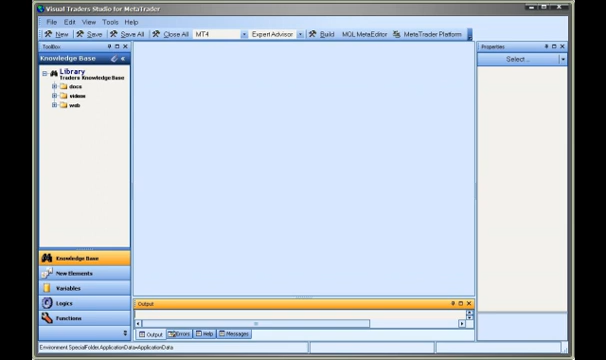 Visual Traders Studio for MetaTrader
File Edit View Tools Help
New Save Save All Close All MT4 Expert Advisor Build MQL MetaEditor MetaTrader Platform
Toolbox
Knowledge Base
Library
Traders Knowledge Base
docs
videos
web
Knowledge Base
New Elements
Variables
Logics
Functions
Properties
Select...
Output
Output Errors Help Messages
Environment.SpecialFolder.ApplicationData=ApplicationData